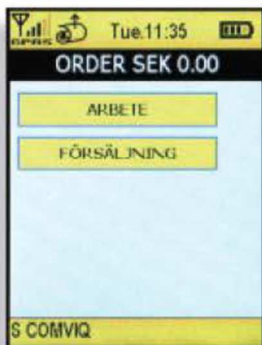 GPRS
Tue.11:35
ORDER SEK 0.00
ARBETE
FÖRSÄLJNING
S COMVIQ